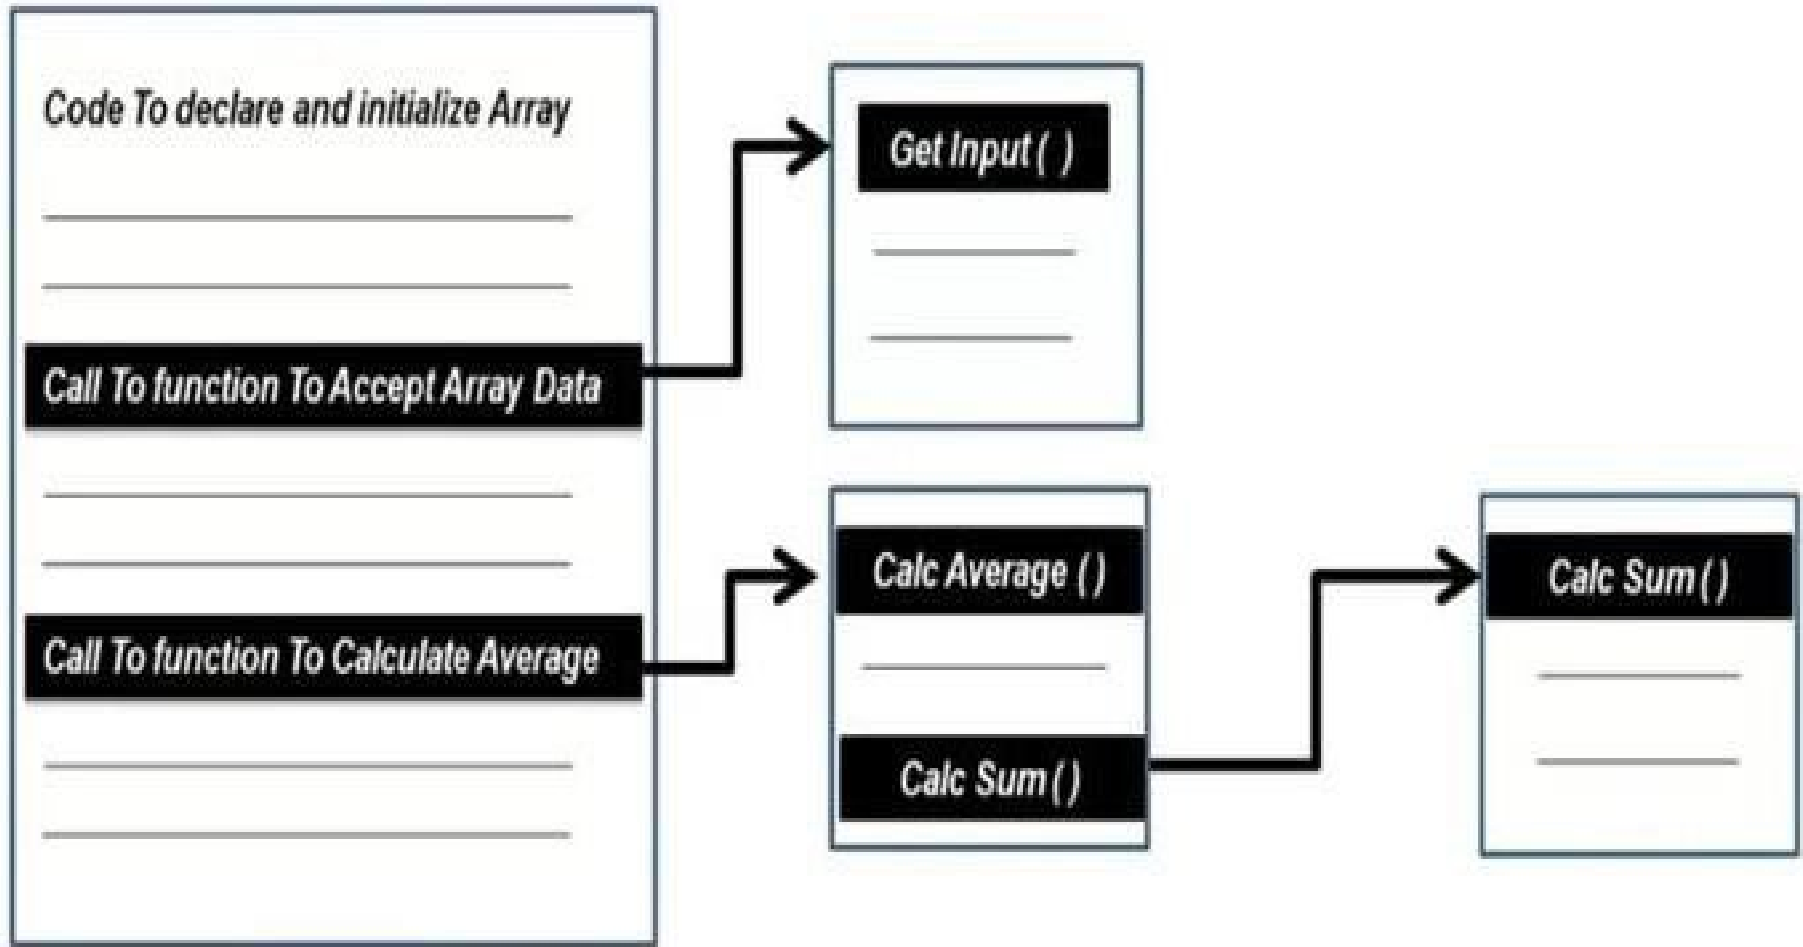 Code To declare and initialize Array
Call To function To Accept Array Data
Call To function To Calculate Average
Get Input ( )
Calc Average ( )
Calc Sum ( )
Calc Sum ( )